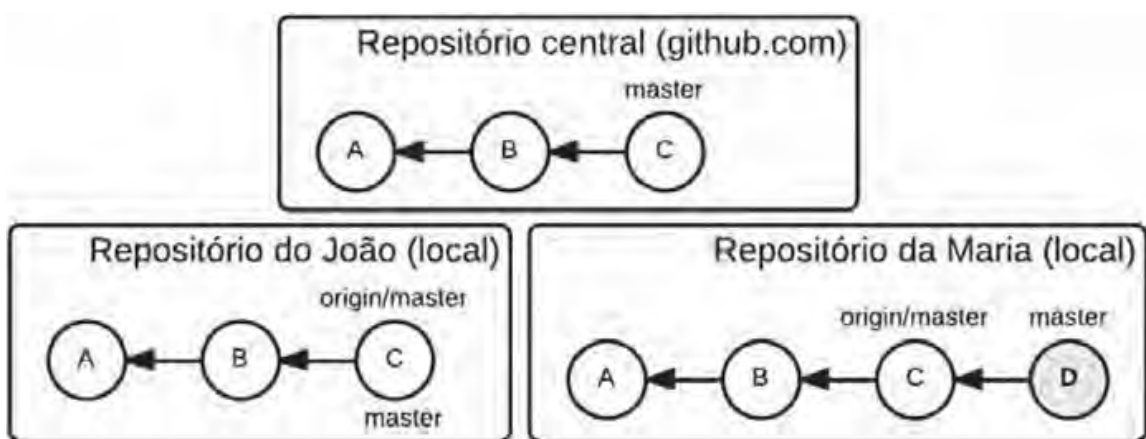 Repositório central (github.com)
master
A B C
Repositório do João (local)
origin/master
A B C
master
Repositório da Maria (local)
origin/master master
A B C D